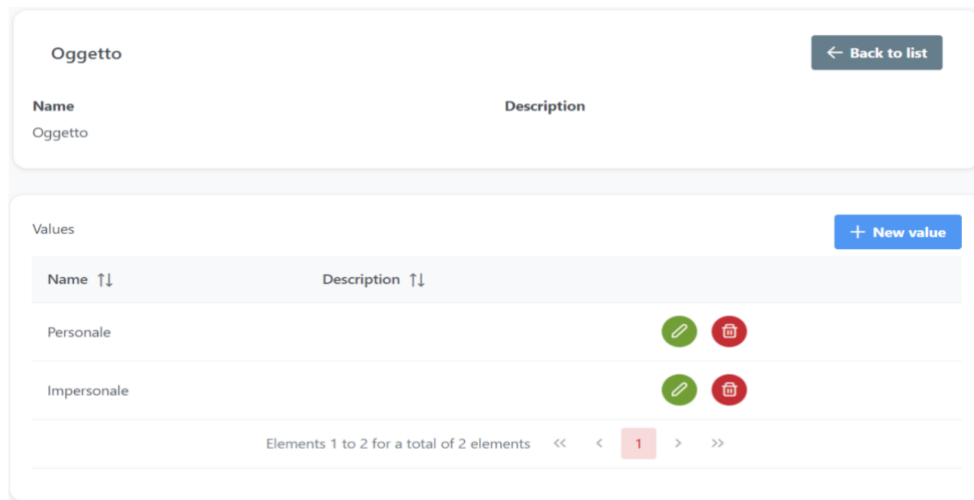 Oggetto
← Back to list
Name Description
Oggetto
Values
+ New value
Name ↑↓ Description ↑↓
Personale
Impersonale
Elements 1 to 2 for a total of 2 elements << < 1 > >>